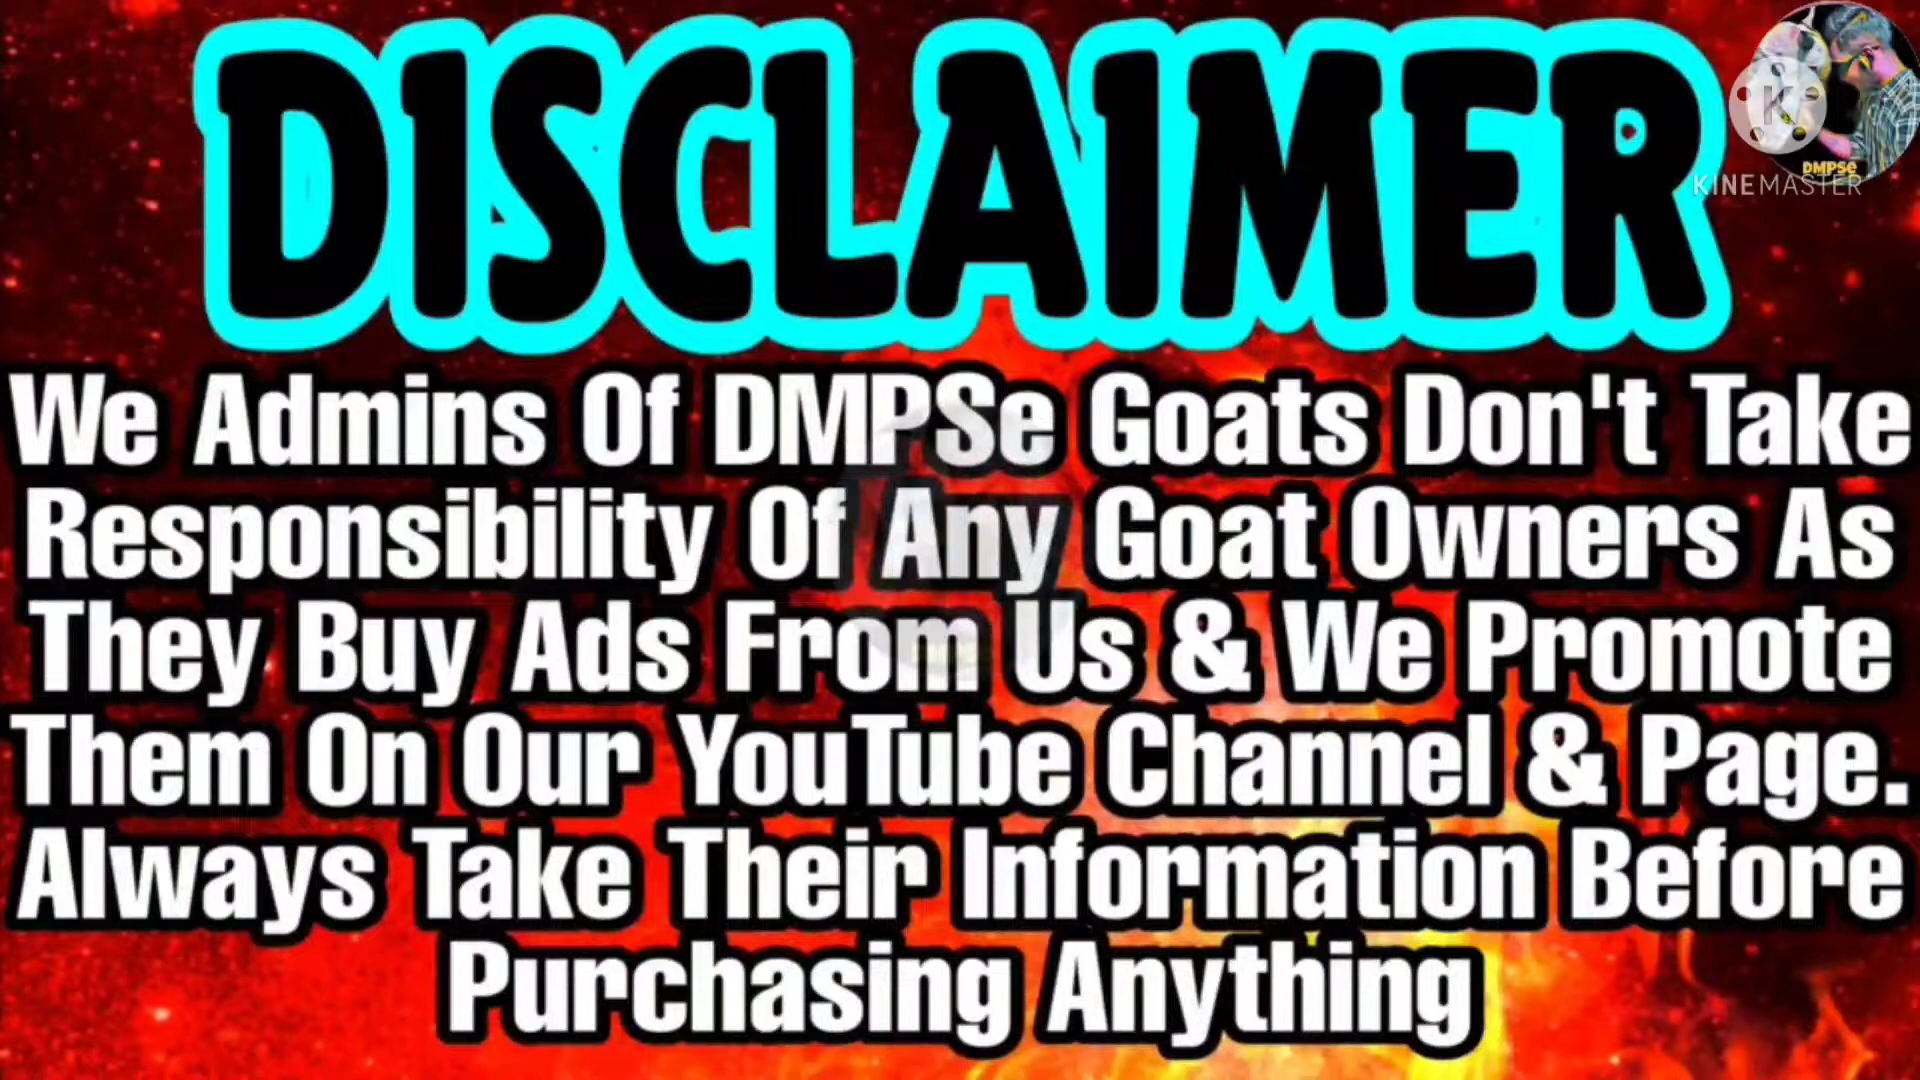 DISCLAIMER
K
DMPSe
KINEMASTER
We Admins Of DMPSe Goats Don't Take
Responsibility Of Any Goat Owners As
They Buy Ads From Us & We Promote
Them On Our YouTube Channel & Page.
Always Take Their Information Before
Purchasing Anything